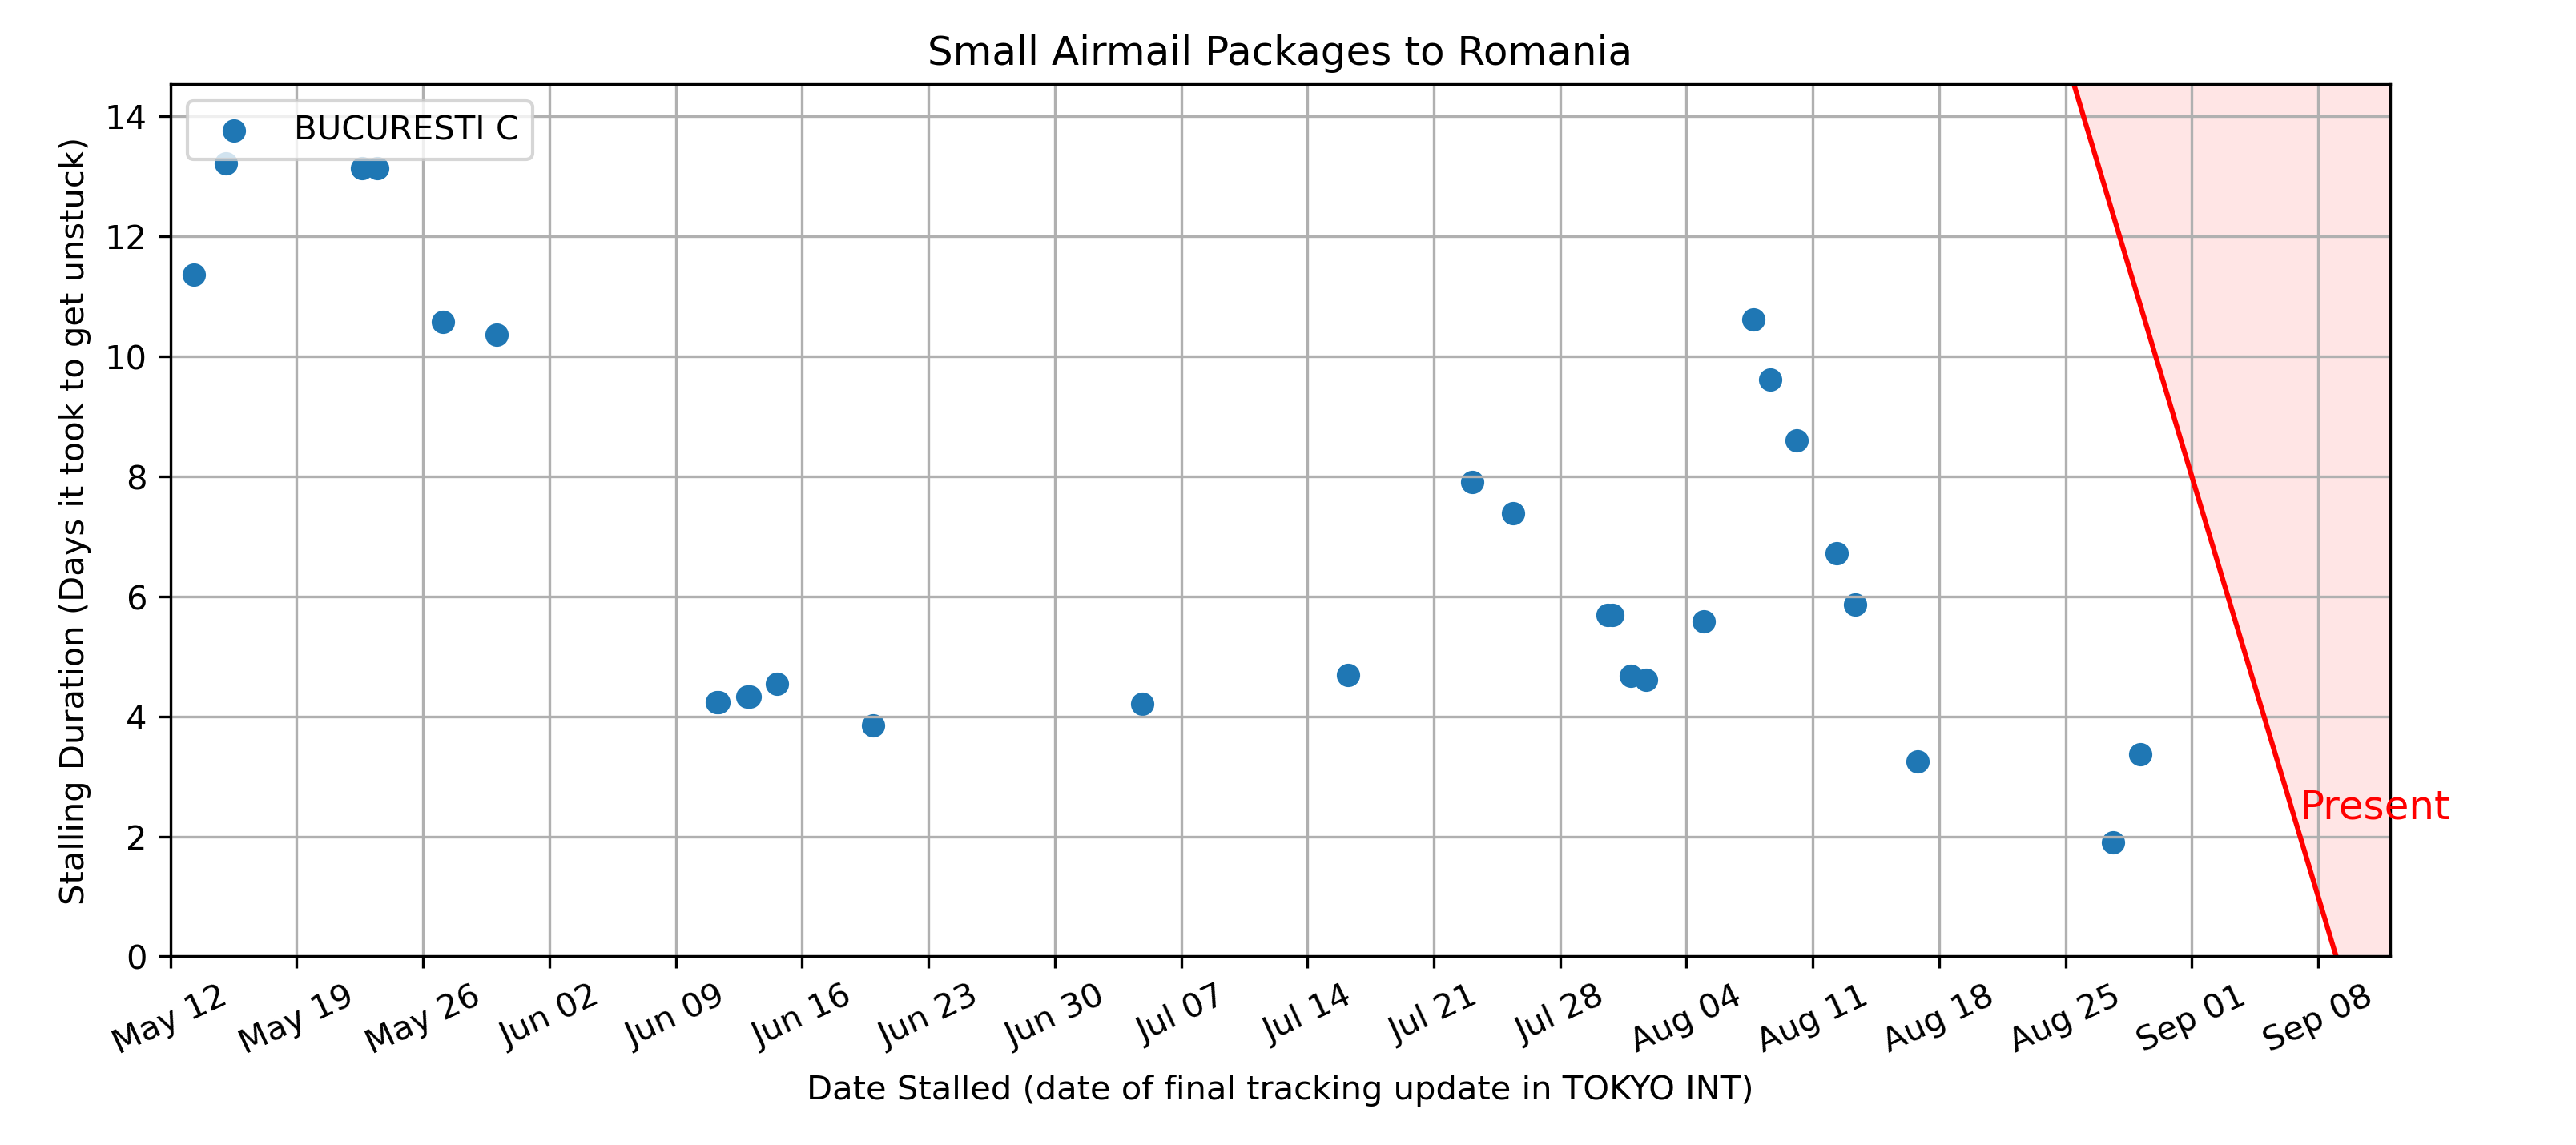 Small Airmail Packages to Romania
BUCURESTI C
Stalling Duration (Days it took to get unstuck)
14
12
10
8
6
4
2
0
Present
May 12
May 19
May 26
Jun 02
Jun 09
Jun 16
Jun 23
Jun 30
Jul 07
Jul 14
Jul 21
Jul 28
Aug 04
Aug 11
Aug 18
Aug 25
Sep 01
Sep 08
Date Stalled (date of final tracking update in TOKYO INT)